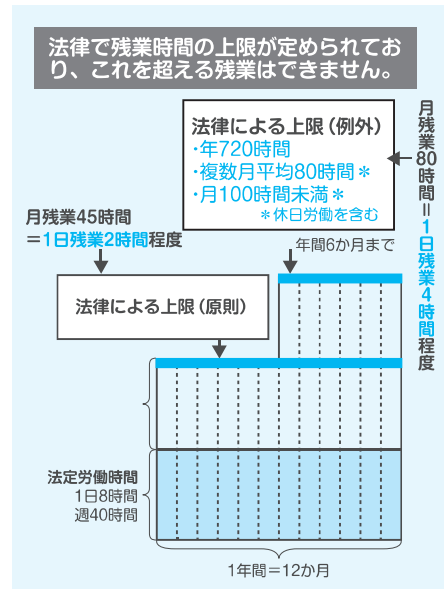 法律で残業時間の上限が定められてお
り、これを超える残業はできません。
法律による上限（例外）
・年720時間
・複数月平均80時間＊
・月100時間未満＊
＊休日労働を含む
月残業80時間＝1日残業4時間程度
月残業45時間
＝1日残業2時間程度
年間6か月まで
法律による上限（原則）
法定労働時間
1日8時間
週40時間
1年間＝12か月